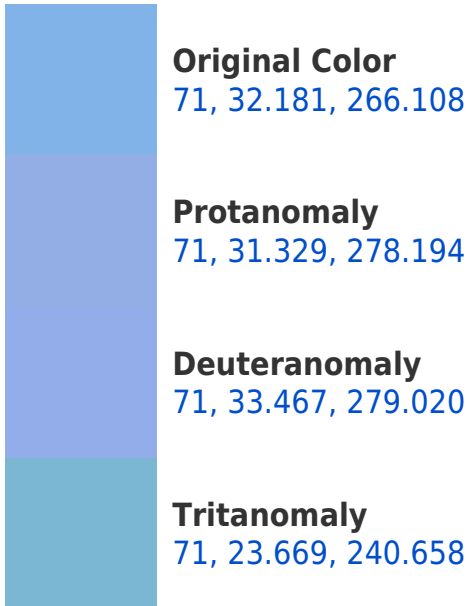 Original Color
71, 32.181, 266.108
Protanomaly
71, 31.329, 278.194
Deuteranomaly
71, 33.467, 279.020
Tritanomaly
71, 23.669, 240.658